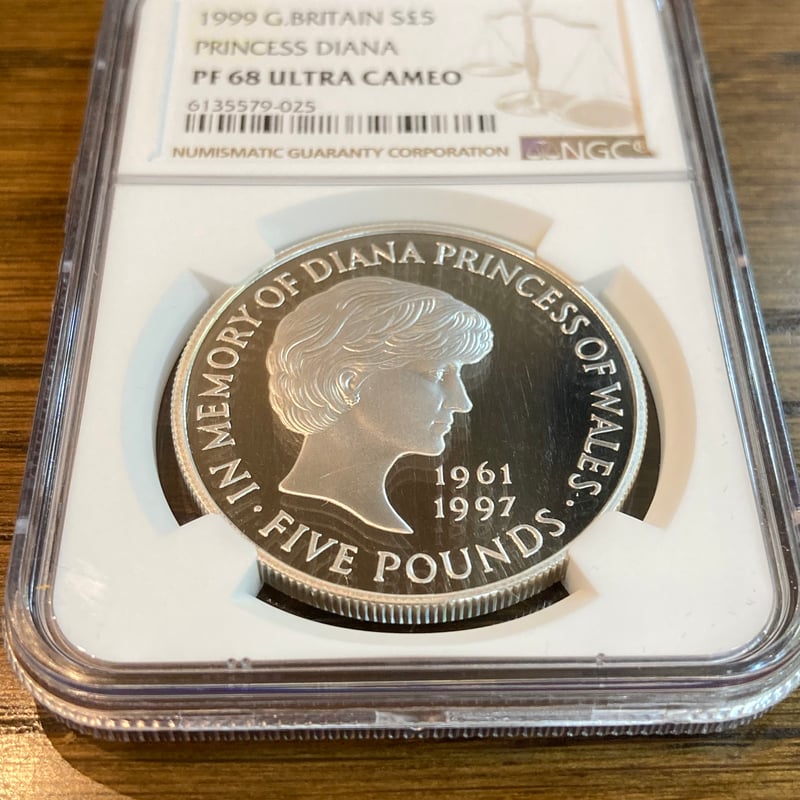 1999 G.BRITAIN S£5
PRINCESS DIANA
PF 68 ULTRA CAMEO
6135579-025
NUMISMATIC GUARANTY CORPORATION
NGC
IN MEMORY OF DIANA PRINCESS OF WALES
1961
1997
FIVE POUNDS